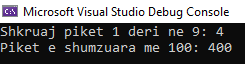 Microsoft Visual Studio Debug Console
Shkruaj piket 1 deri ne 9: 4
Piket e shumzuara me 100: 400